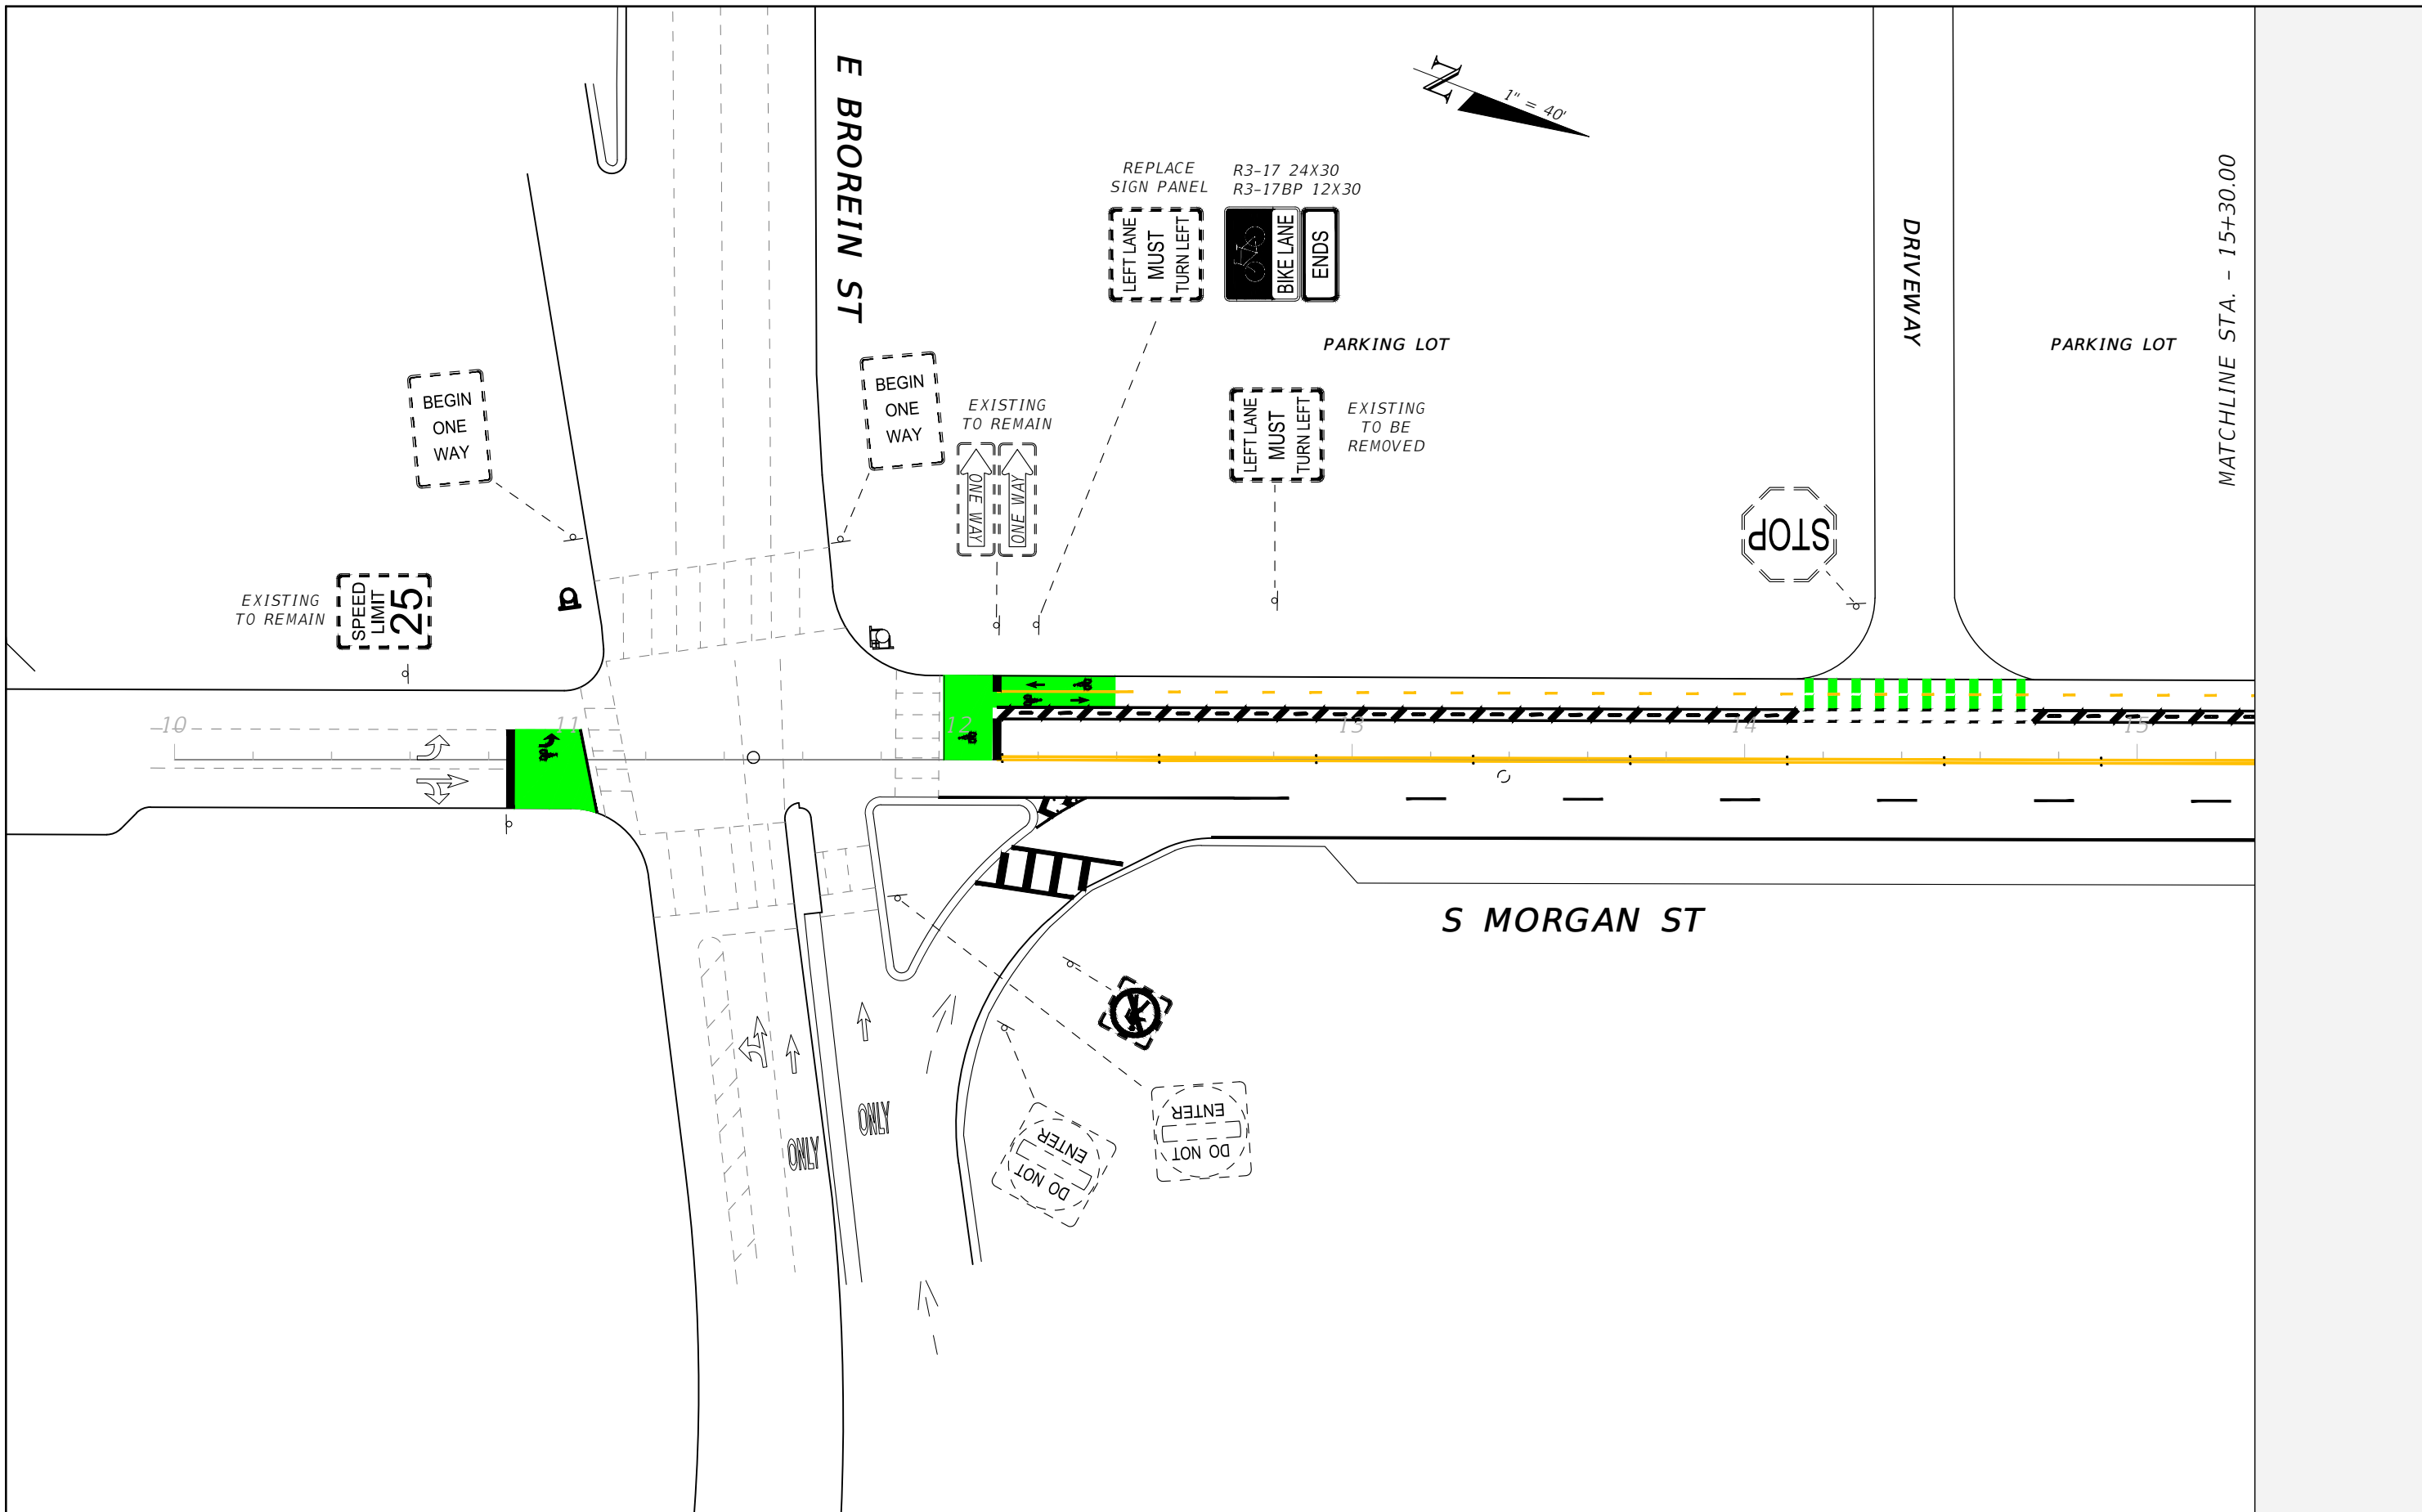 E BROREIN ST
N
1" = 40'
REPLACE
SIGN PANEL
R3-17 24X30
R3-17BP 12X30
LEFT LANE
MUST
TURN LEFT
BIKE LANE
ENDS
DRIVEWAY
MATCHLINE STA. - 15+30.00
PARKING LOT
PARKING LOT
BEGIN
ONE
WAY
BEGIN
ONE
WAY
EXISTING
TO REMAIN
ONE WAY
ONE WAY
LEFT LANE
MUST
TURN LEFT
EXISTING
TO BE
REMOVED
STOP
EXISTING
TO REMAIN
SPEED
LIMIT
25
10
11
12
13
14
15
S MORGAN ST
ONLY
ONLY
DO NOT
ENTER
DO NOT
ENTER